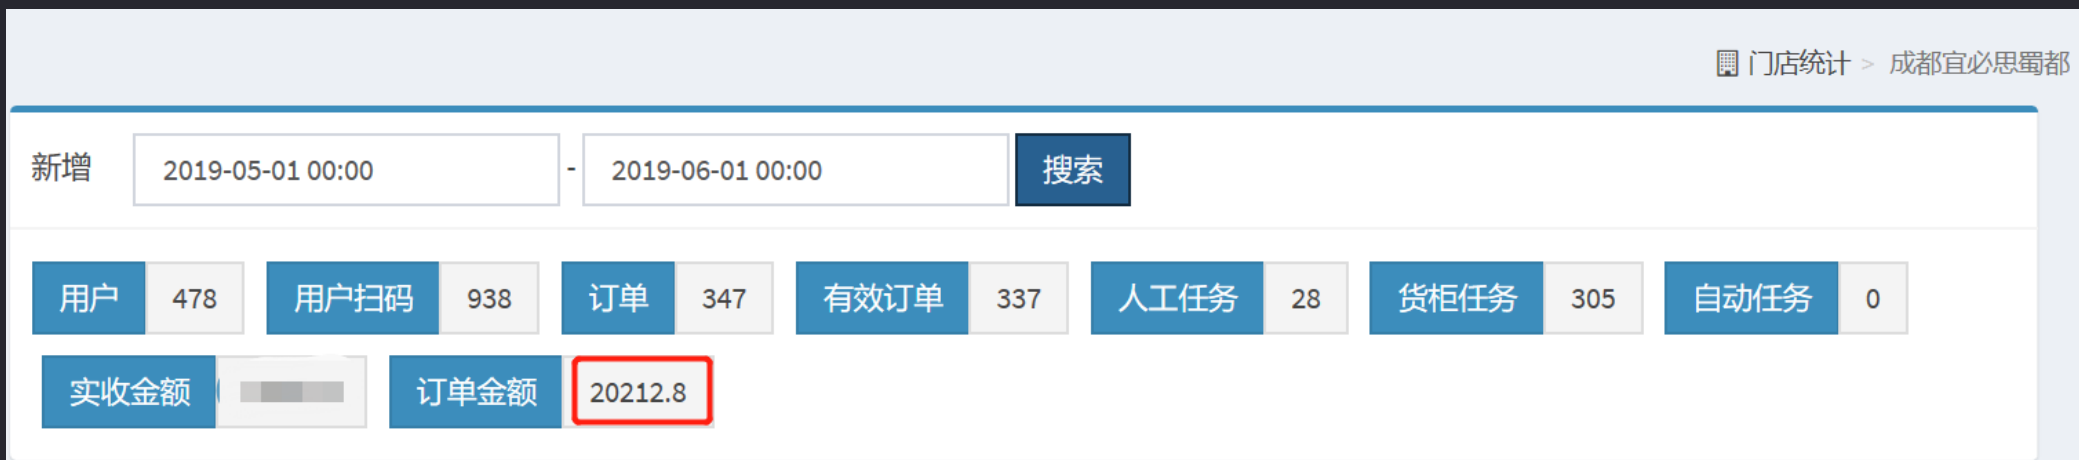 门店统计 > 成都宜必思蜀都
新增 2019-05-01 00:00 - 2019-06-01 00:00 搜索
用户 478 用户扫码 938 订单 347 有效订单 337 人工任务 28 货柜任务 305 自动任务 0
实收金额 订单金额 20212.8